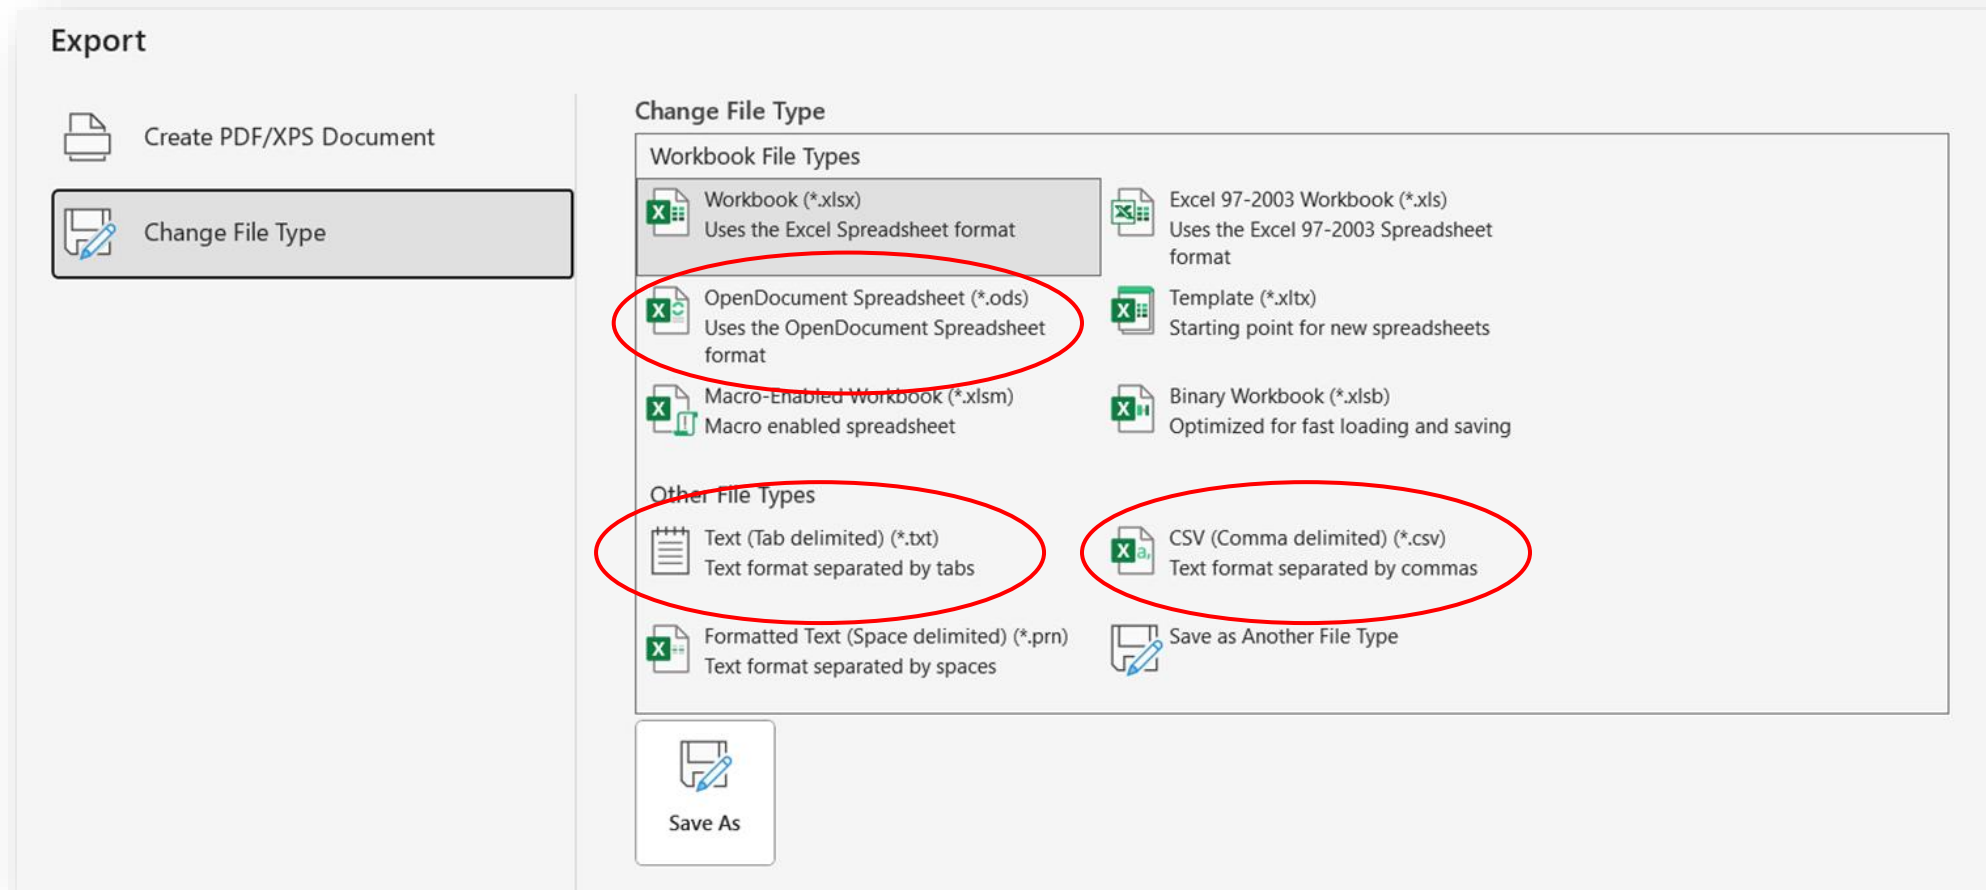 Export
Create PDF/XPS Document
Change File Type
Change File Type
Workbook File Types
Workbook (*.xlsx)
Uses the Excel Spreadsheet format
Excel 97-2003 Workbook (*.xls)
Uses the Excel 97-2003 Spreadsheet
format
OpenDocument Spreadsheet (*.ods)
Uses the OpenDocument Spreadsheet
format
Template (*.xltx)
Starting point for new spreadsheets
Macro-Enabled Workbook (*.xlsm)
Macro enabled spreadsheet
Binary Workbook (*.xlsb)
Optimized for fast loading and saving
Other File Types
Text (Tab delimited) (*.txt)
Text format separated by tabs
CSV (Comma delimited) (*.csv)
Text format separated by commas
Formatted Text (Space delimited) (*.prn)
Text format separated by spaces
Save as Another File Type
Save As